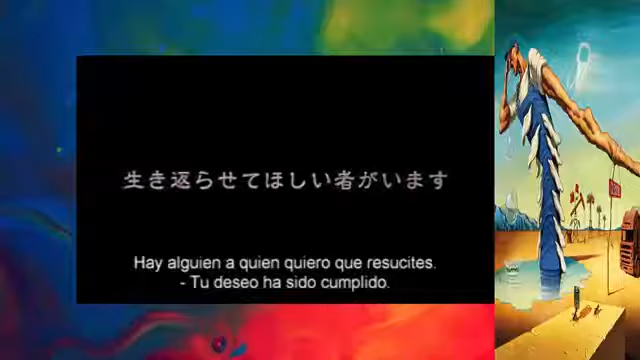 生き返らせてほしい者がいます
Hay alguien a quien quiero que resucites.
- Tu deseo ha sido cumplido.